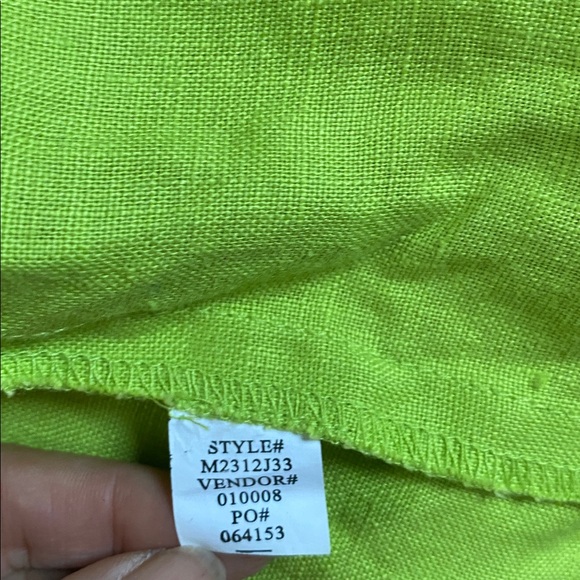 STYLE#
M2312J33
VENDOR#
010008
PO#
064153